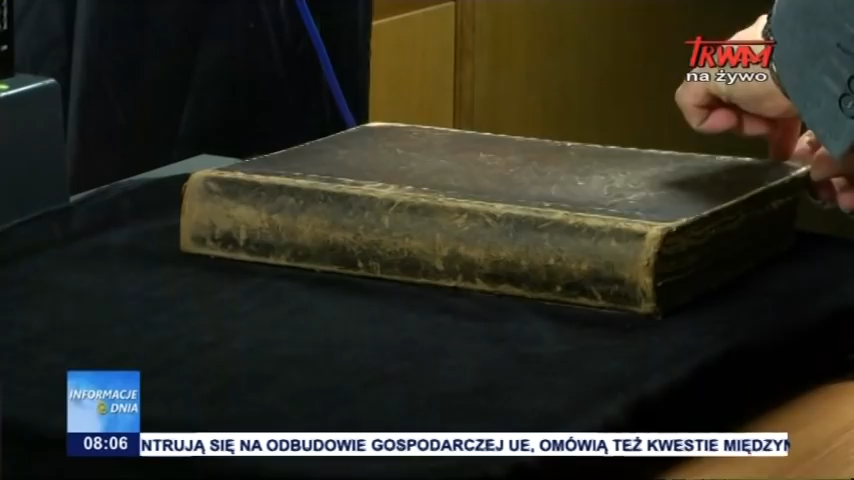 TRWAM
na żywo
INFORMACJE
DNIA
08:06
NTRUJĄ SIĘ NA ODBUDOWIE GOSPODARCZEJ UE, OMÓWIĄ TEŻ KWESTIE MIĘDZYN